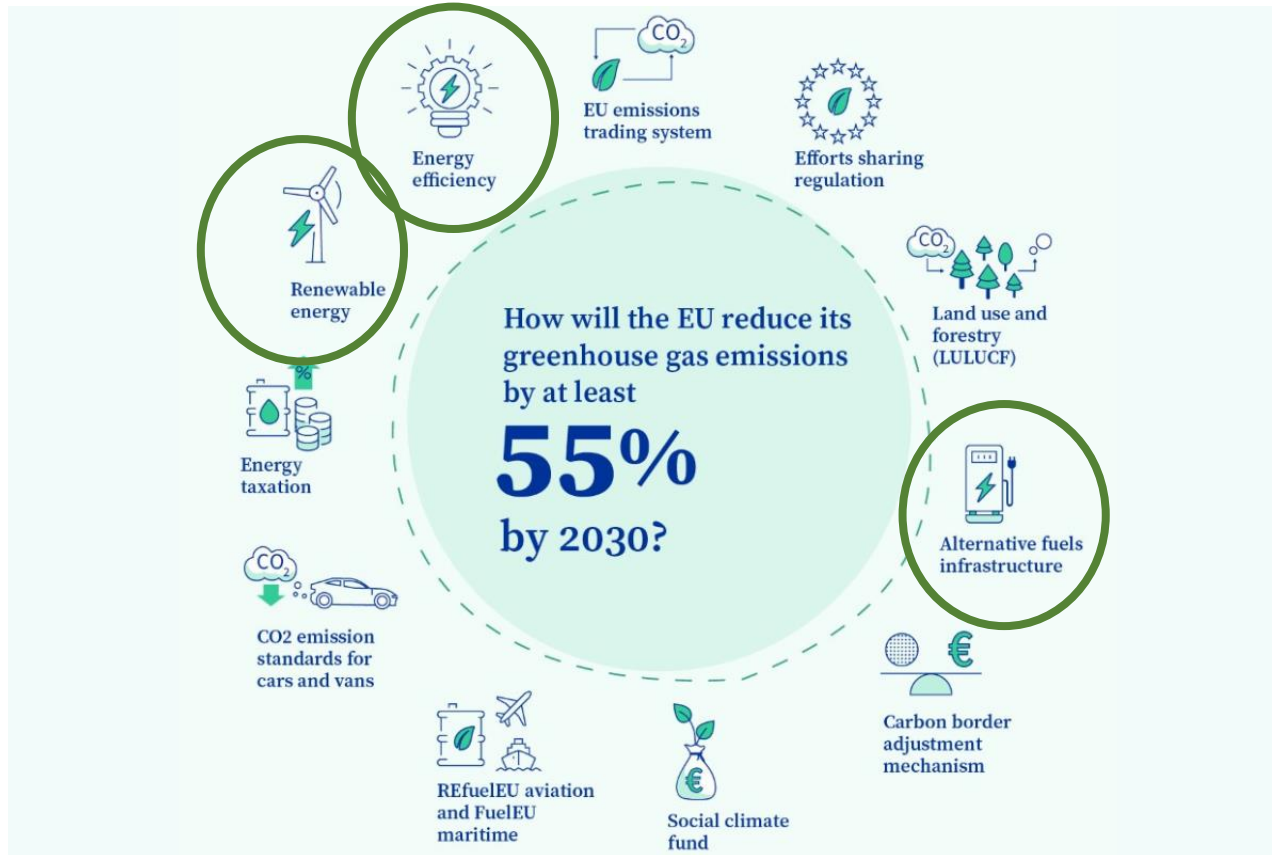 How will the EU reduce its
greenhouse gas emissions
by at least
55%
by 2030?
CO2
EU emissions
trading system
Efforts sharing
regulation
CO2
Land use and
forestry
(LULUCF)
Alternative fuels
infrastructure
€
Carbon border
adjustment
mechanism
€
Social climate
fund
REfuelEU aviation
and FuelEU
maritime
CO2
CO2 emission
standards for
cars and vans
%
Energy
taxation
Renewable
energy
Energy
efficiency